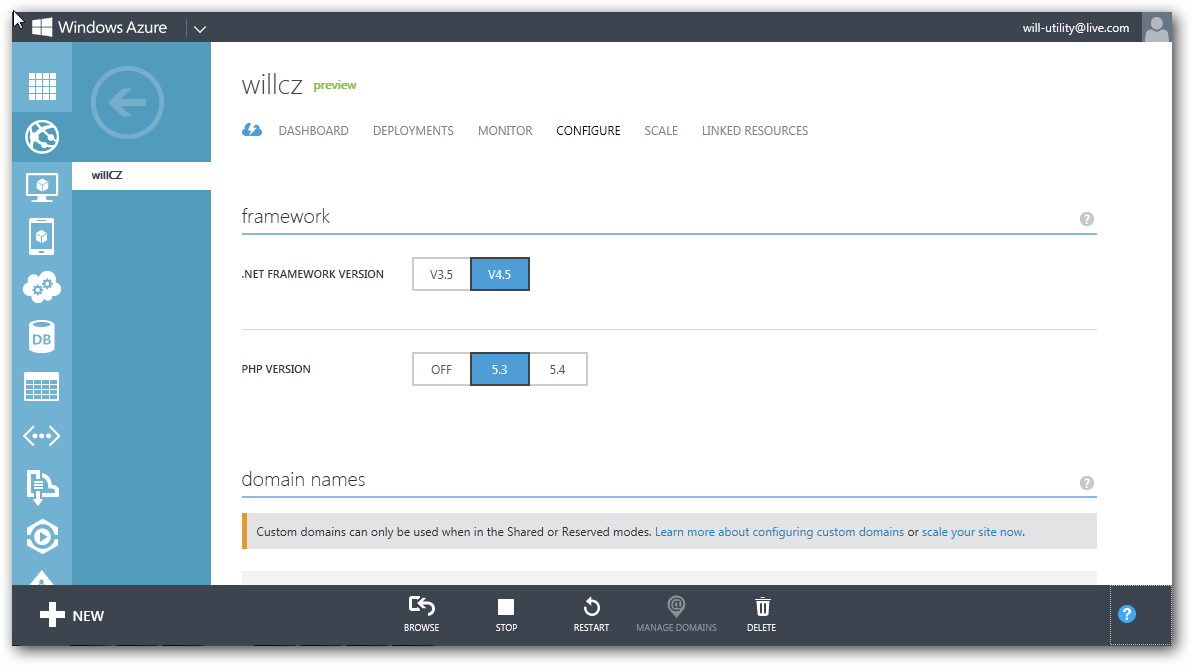 Windows Azure will-utility@live.com
willcz preview
DASHBOARD DEPLOYMENTS MONITOR CONFIGURE SCALE LINKED RESOURCES
willCZ
framework ?
.NET FRAMEWORK VERSION V3.5 V4.5
PHP VERSION OFF 5.3 5.4
DB
domain names ?
Custom domains can only be used when in the Shared or Reserved modes. Learn more about configuring custom domains or scale your site now.
NEW BROWSE STOP RESTART MANAGE DOMAINS DELETE ?